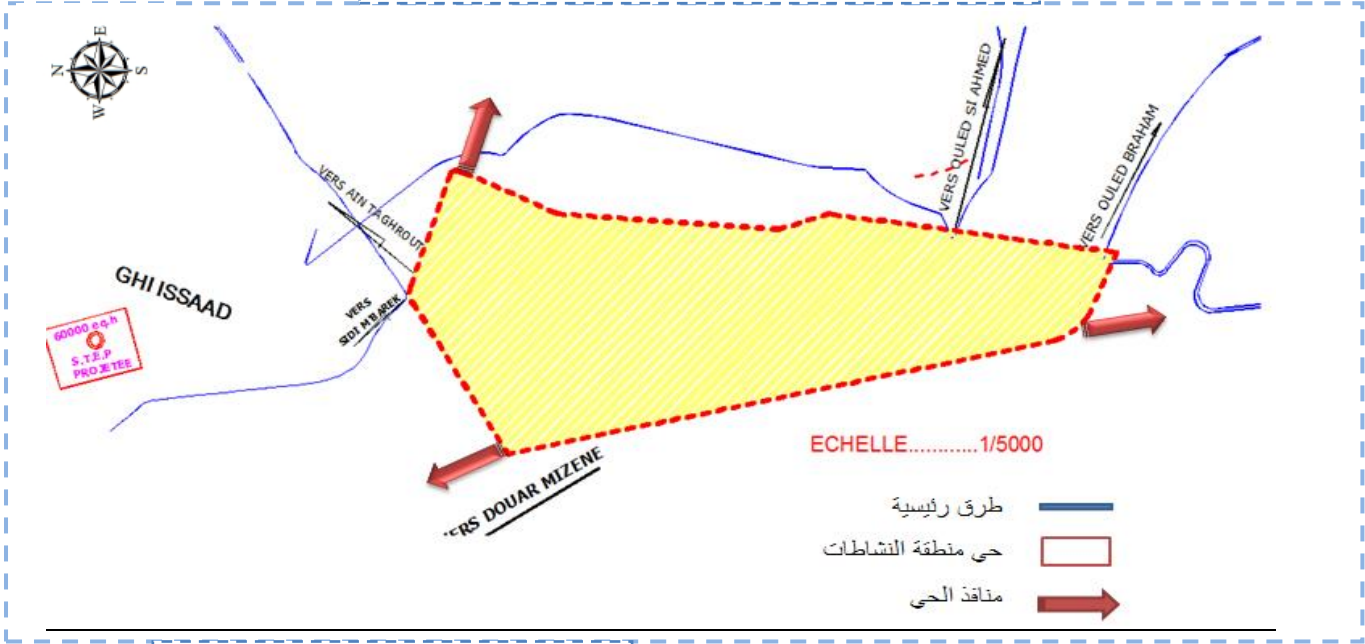 E
N
S
W
VERS AIN TAGHROUT
VERS OULED SI AHMED
VERS OULED BRAHAM
GHI ISSAAD
VERS
SIDI M'BAREK
60000 eq-h
S.T.E.P
PROJETEE
ERS DOUAR MIZENE
ECHELLE............1/5000
طرق رئيسية
حي منطقة النشاطات
منافذ الحي